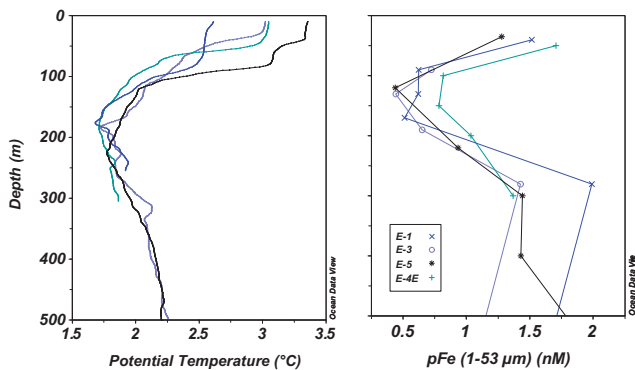 0
100
200
300
400
500
Depth (m)
1.5
2
2.5
3
3.5
Potential Temperature (°C)
Ocean Data View
E-1
E-3
E-5
E-4E
0.5
1
1.5
2
pFe (1-53 µm) (nM)
Ocean Data Vie